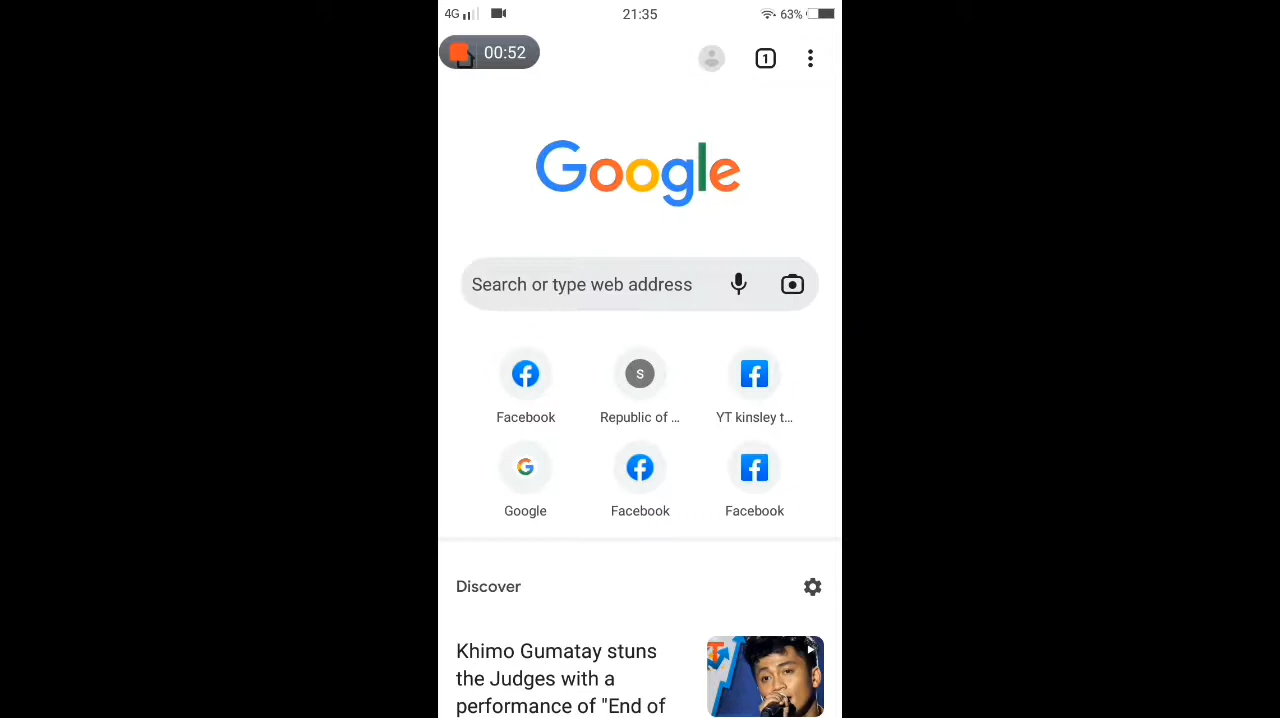 4G 21:35 63%
00:52 1
Google
Search or type web address
S
Facebook Republic of ... YT kinsley t...
G
Google Facebook Facebook
Discover
Khimo Gumatay stuns
the Judges with a
performance of "End of